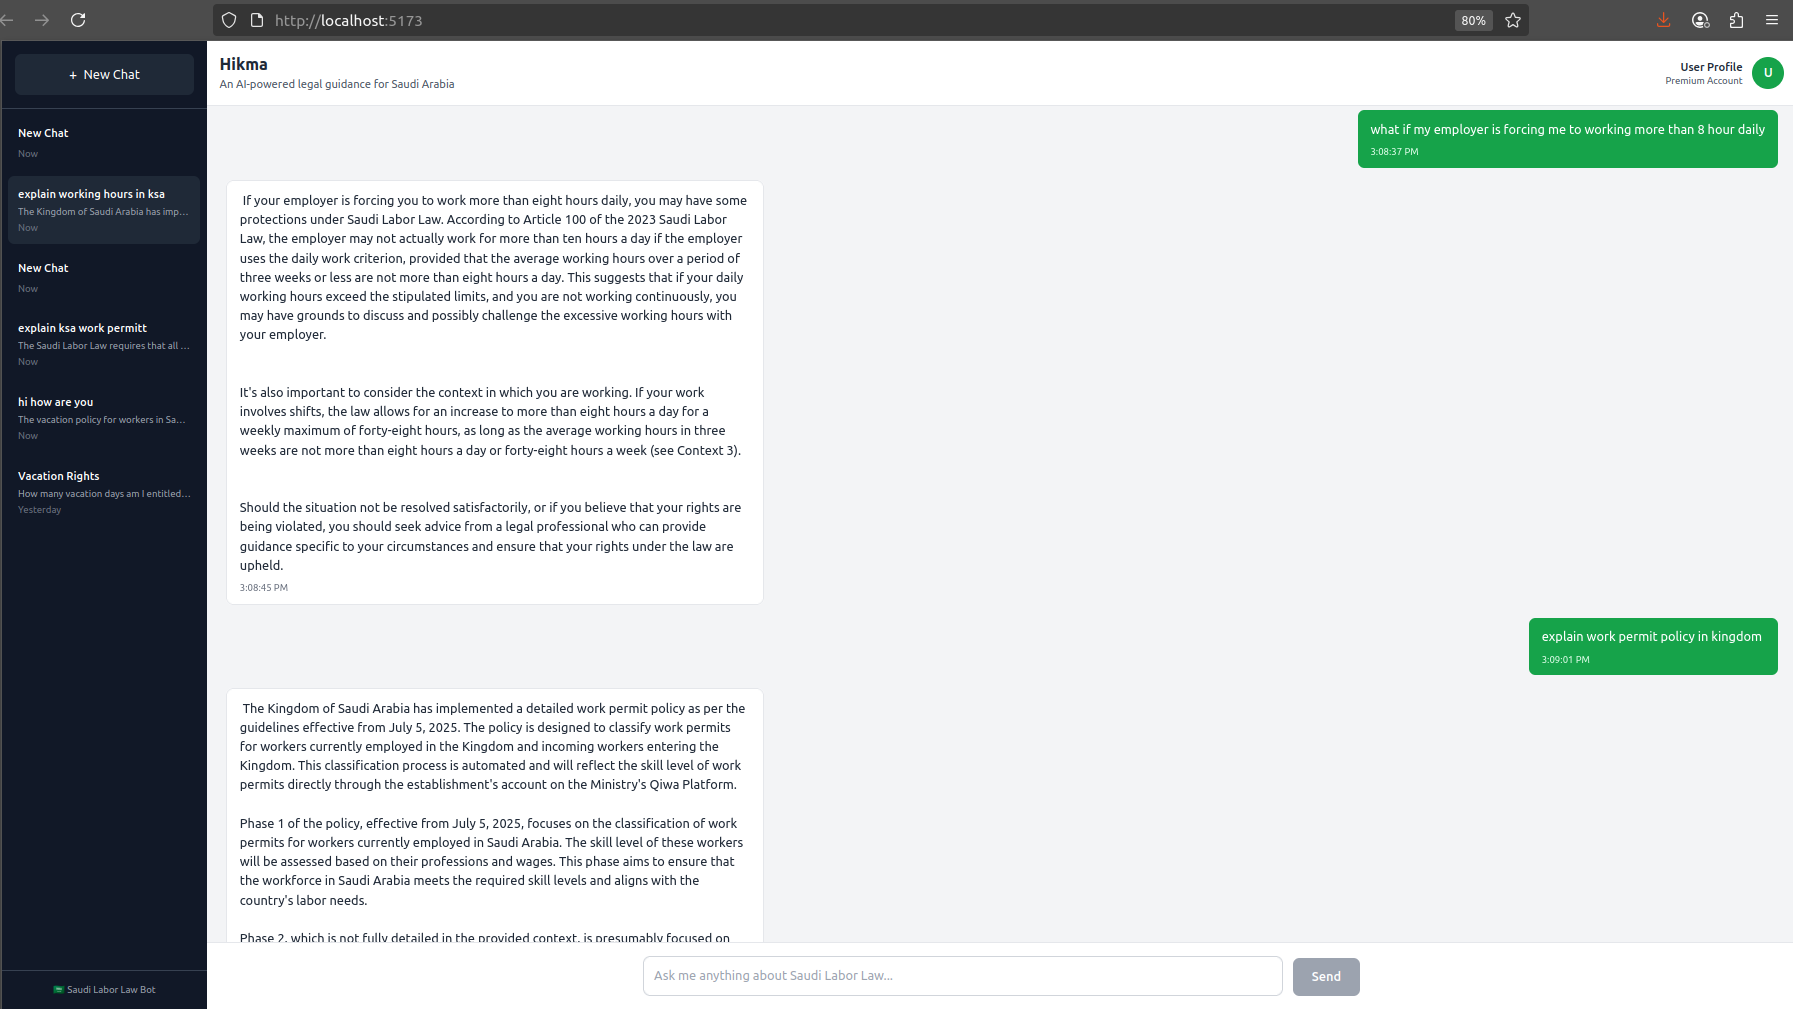 http://localhost:5173
80%
+ New Chat
New Chat
Now
explain working hours in ksa
The Kingdom of Saudi Arabia has imp...
Now
New Chat
Now
explain ksa work permitt
The Saudi Labor Law requires that all ...
Now
hi how are you
The vacation policy for workers in Sa...
Now
Vacation Rights
How many vacation days am I entitled...
Yesterday
🇸🇦 Saudi Labor Law Bot
Hikma
An AI-powered legal guidance for Saudi Arabia
User Profile
Premium Account
U
what if my employer is forcing me to working more than 8 hour daily
3:08:37 PM
If your employer is forcing you to work more than eight hours daily, you may have some
protections under Saudi Labor Law. According to Article 100 of the 2023 Saudi Labor
Law, the employer may not actually work for more than ten hours a day if the employer
uses the daily work criterion, provided that the average working hours over a period of
three weeks or less are not more than eight hours a day. This suggests that if your daily
working hours exceed the stipulated limits, and you are not working continuously, you
may have grounds to discuss and possibly challenge the excessive working hours with
your employer.
It's also important to consider the context in which you are working. If your work
involves shifts, the law allows for an increase to more than eight hours a day for a
weekly maximum of forty-eight hours, as long as the average working hours in three
weeks are not more than eight hours a day or forty-eight hours a week (see Context 3).
Should the situation not be resolved satisfactorily, or if you believe that your rights are
being violated, you should seek advice from a legal professional who can provide
guidance specific to your circumstances and ensure that your rights under the law are
upheld.
3:08:45 PM
explain work permit policy in kingdom
3:09:01 PM
The Kingdom of Saudi Arabia has implemented a detailed work permit policy as per the
guidelines effective from July 5, 2025. The policy is designed to classify work permits
for workers currently employed in the Kingdom and incoming workers entering the
Kingdom. This classification process is automated and will reflect the skill level of work
permits directly through the establishment's account on the Ministry's Qiwa Platform.
Phase 1 of the policy, effective from July 5, 2025, focuses on the classification of work
permits for workers currently employed in Saudi Arabia. The skill level of these workers
will be assessed based on their professions and wages. This phase aims to ensure that
the workforce in Saudi Arabia meets the required skill levels and aligns with the
country's labor needs.
Phase 2, which is not fully detailed in the provided context, is presumably focused on
Ask me anything about Saudi Labor Law...
Send